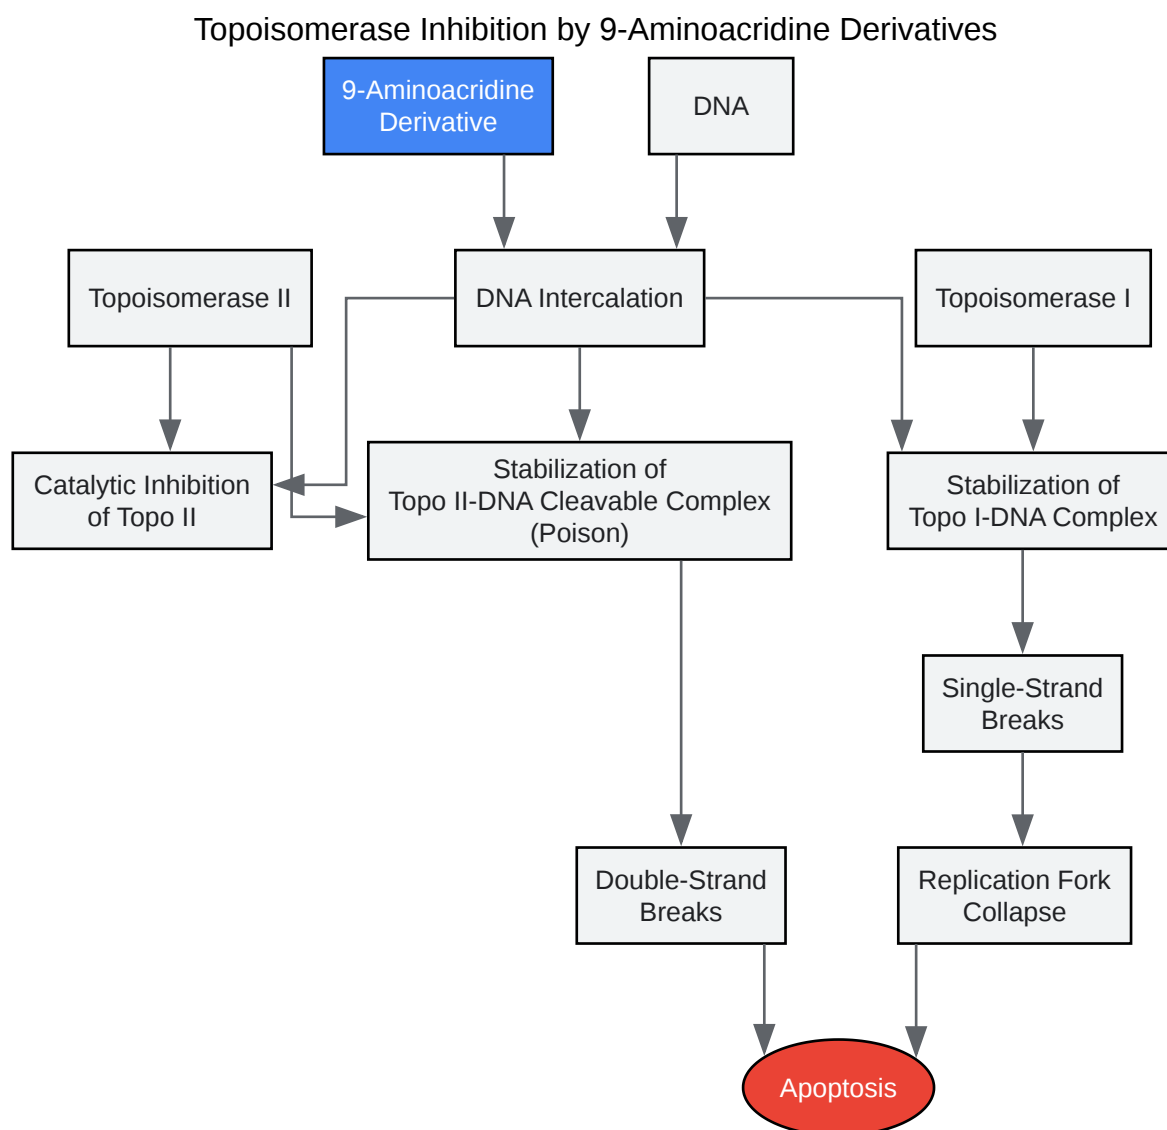 Topoisomerase Inhibition by 9-Aminoacridine Derivatives
9-Aminoacridine
Derivative
DNA
Topoisomerase II
DNA Intercalation
Topoisomerase I
Catalytic Inhibition
of Topo II
Stabilization of
Topo II-DNA Cleavable Complex
(Poison)
Stabilization of
Topo I-DNA Complex
Single-Strand
Breaks
Double-Strand
Breaks
Replication Fork
Collapse
Apoptosis